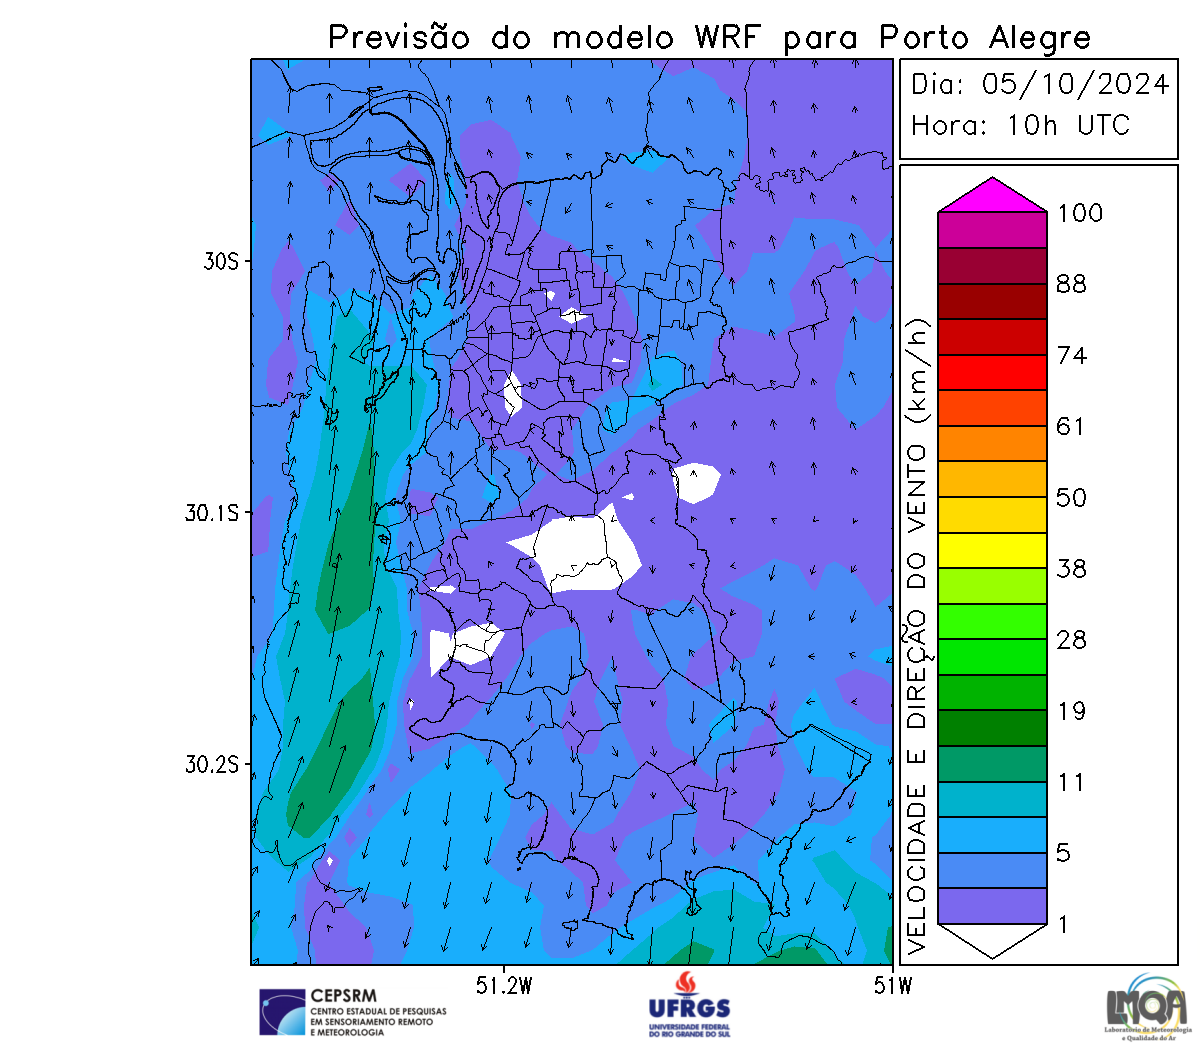 Previsão do modelo WRF para Porto Alegre
Dia: 05/10/2024
Hora: 10h UTC
30S
30.1S
30.2S
51.2W
51W
VELOCIDADE E DIREÇÃO DO VENTO (km/h)
100
88
74
61
50
38
28
19
11
5
1
CEPSRM
CENTRO ESTADUAL DE PESQUISAS
EM SENSORIAMENTO REMOTO
E METEOROLOGIA
UFRGS
UNIVERSIDADE FEDERAL
DO RIO GRANDE DO SUL
LMQA
Laboratório de Meteorologia
e Qualidade do Ar